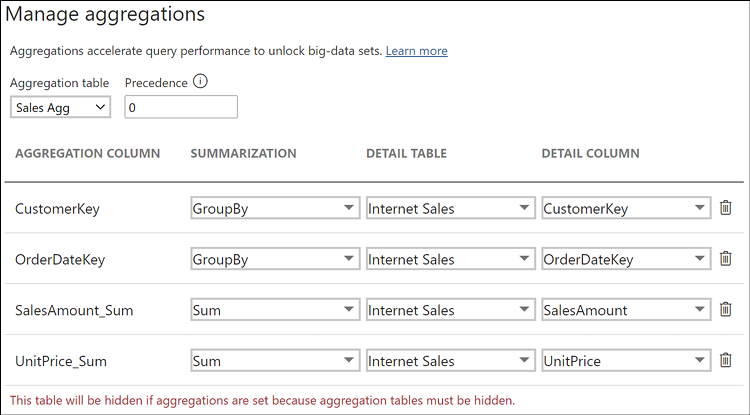 Manage aggregations
Aggregations accelerate query performance to unlock big-data sets. Learn more
Aggregation table Precedence
Sales Agg 0
AGGREGATION COLUMN SUMMARIZATION DETAIL TABLE DETAIL COLUMN
CustomerKey GroupBy Internet Sales CustomerKey
OrderDateKey GroupBy Internet Sales OrderDateKey
SalesAmount_Sum Sum Internet Sales SalesAmount
UnitPrice_Sum Sum Internet Sales UnitPrice
This table will be hidden if aggregations are set because aggregation tables must be hidden.